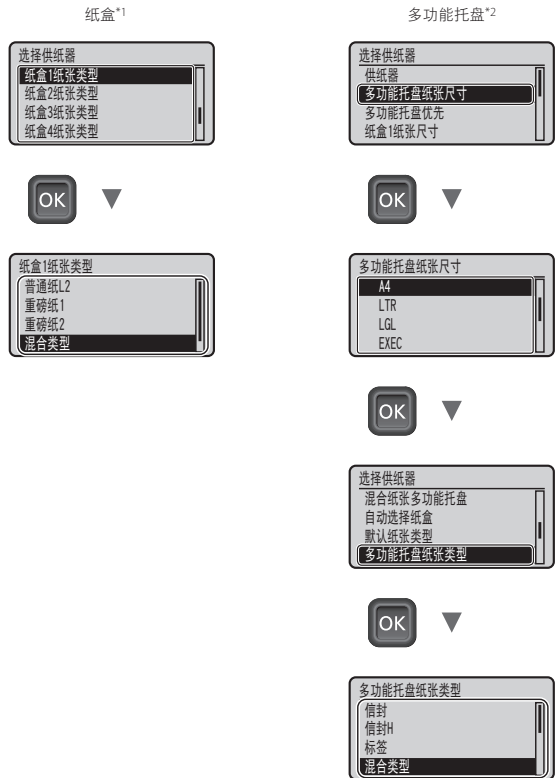 纸盒*1
选择供纸器
纸盒1纸张类型
纸盒2纸张类型
纸盒3纸张类型
纸盒4纸张类型
OK
纸盒1纸张类型
普通纸L2
重磅纸1
重磅纸2
混合类型
多功能托盘*2
选择供纸器
供纸器
多功能托盘纸张尺寸
多功能托盘优先
纸盒1纸张尺寸
OK
多功能托盘纸张尺寸
A4
LTR
LGL
EXEC
OK
选择供纸器
混合纸张多功能托盘
自动选择纸盒
默认纸张类型
多功能托盘纸张类型
OK
多功能托盘纸张类型
信封
信封H
标签
混合类型